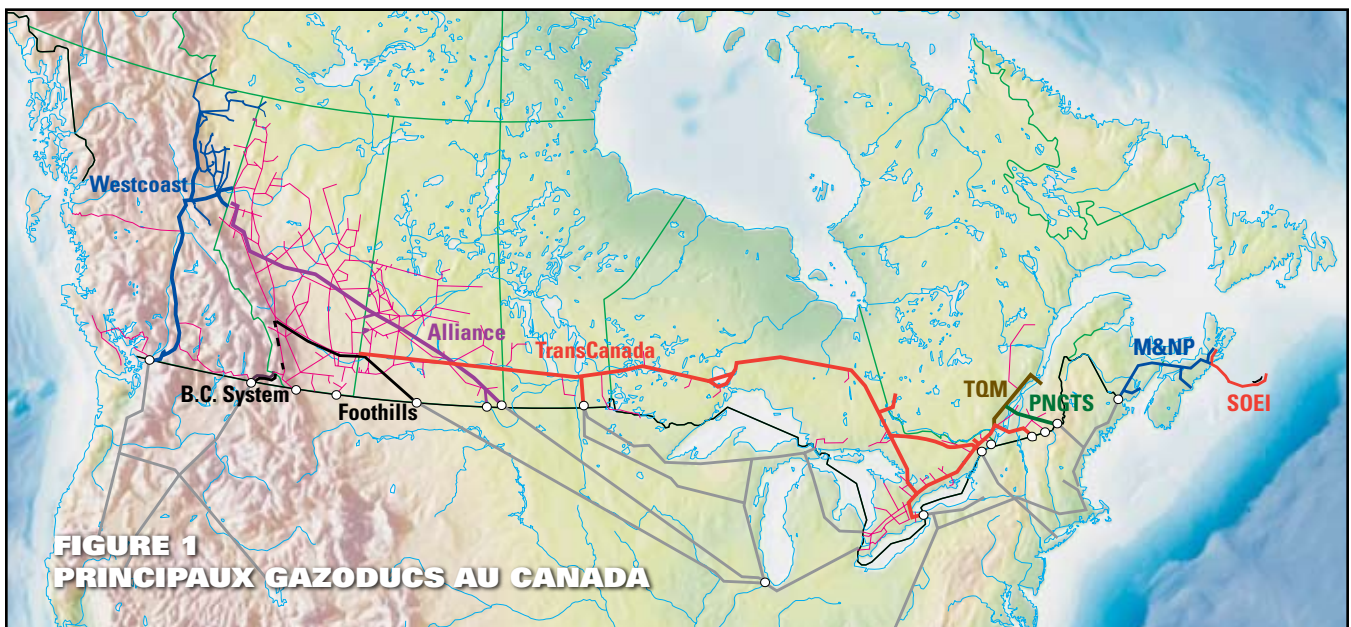 Westcoast
Alliance
TransCanada
M&NP
B.C. System
Foothills
TQM
PNGTS
SOEI
FIGURE 1
PRINCIPAUX GAZODUCS AU CANADA